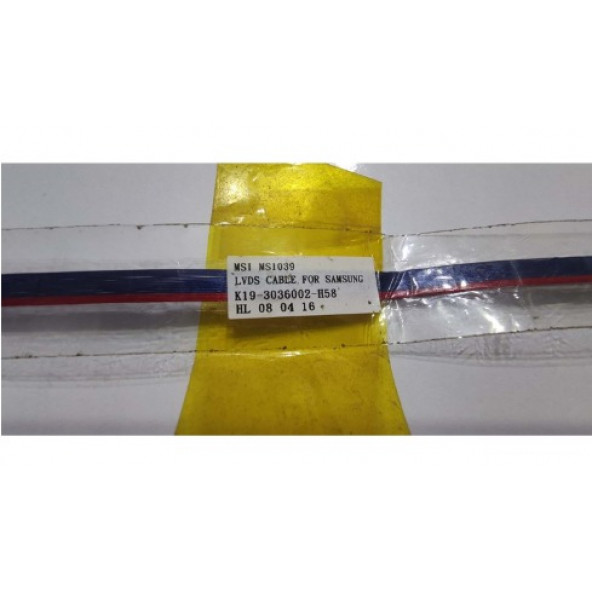 MSI MS1039
LVDS CABLE FOR SAMSUNG
K19-3036002-H58
HL 08 04 16